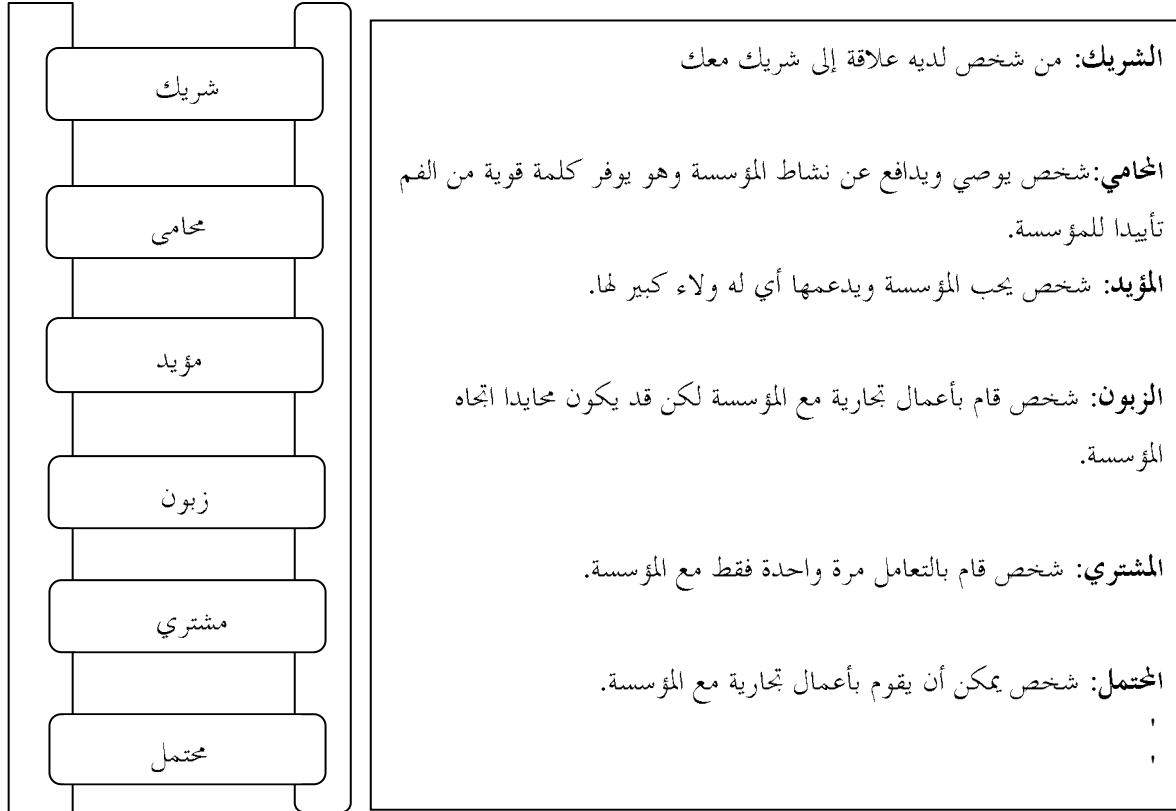 شريك
محامى
مؤيد
زبون
مشتري
محتمل
الشريك: من شخص لديه علاقة إلى شريك معك
المحامي:شخص يوصي ويدافع عن نشاط المؤسسة وهو يوفر كلمة قوية من الفم
تأييدا للمؤسسة.
المؤيد: شخص يحب المؤسسة ويدعمها أي له ولاء كبير لها.
الزبون: شخص قام بأعمال تجارية مع المؤسسة لكن قد يكون محايدا اتجاه
المؤسسة.
المشتري: شخص قام بالتعامل مرة واحدة فقط مع المؤسسة.
المحتمل: شخص يمكن أن يقوم بأعمال تجارية مع المؤسسة.
'
'